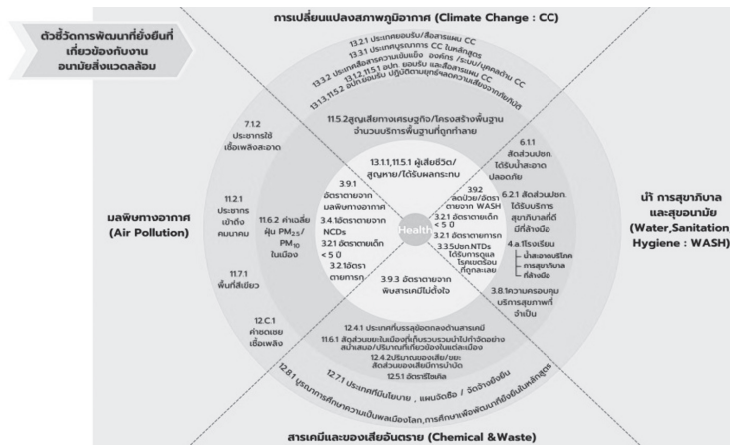 ตัวชี้วัดการพัฒนาที่ยั่งยืนที่
เกี่ยวข้องกับงาน
อนามัยสิ่งแวดล้อม
การเปลี่ยนแปลงสภาพภูมิอากาศ (Climate Change : CC)
13.2.1 ประเทศยอมรับ/สื่อสารแผน CC
13.3.1 ประเทศบูรณาการ CC ในหลักสูตร
13.3.2 ประเทศสื่อสารความเข้มแข็ง องค์กร /ระบบ/บุคคลด้าน CC
13.1.2,11.5.1 อปท. ยอมรับ และสื่อสารแผน CC
13.1.3,11.5.2 อปท.ยอมรับ ปฏิบัติตามยุทธฯลดความเสี่ยงจากภัยพิบัติ
11.5.2สูญเสียทางเศรษฐกิจ/โครงสร้างพื้นฐาน
จำนวนบริการพื้นฐานที่ถูกทำลาย
13.1.1,11.5.1 ผู้เสียชีวิต/
สูญหาย/ได้รับผลกระทบ
มลพิษทางอากาศ
(Air Pollution)
7.1.2
ประชากรใช้
เชื้อเพลิงสะอาด
11.2.1
ประชากร
เข้าถึง
คมนาคม
11.7.1
พื้นที่สีเขียว
12.C.1
ค่าชดเชย
เชื้อเพลิง
11.6.2 ค่าเฉลี่ย
ฝุ่น PM2.5/
PM10
ในเมือง
3.9.1
อัตราตายจาก
มลพิษทางอากาศ
3.4.1อัตราตายจาก
NCDs
3.2.1 อัตราตายเด็ก
< 5 ปี
3.2.1อัตรา
ตายทารก
Health
3.9.2
ลดป่วย/อัตรา
ตายจาก WASH
3.2.1 อัตราตายเด็ก
< 5 ปี
3.2.1 อัตราตายทารก
3.3.5ปชก.NTDs
ได้รับการดูแล
โรคเขตร้อน
ที่ถูกละเลย
6.1.1
สัดส่วนปชก.
ได้รับน้ำสะอาด
ปลอดภัย
6.2.1 สัดส่วนปชก.
ได้รับบริการ
สุขาภิบาลที่ดี
มีที่ล้างมือ
4.a.1โรงเรียน
น้ำสะอาดบริโภค
การสุขาภิบาล
ที่ล้างมือ
3.8.1ความครอบคลุม
บริการสุขภาพที่
จำเป็น
น้ำ การสุขาภิบาล
และสุขอนามัย
(Water,Sanitation,
Hygiene : WASH)
3.9.3 อัตราตายจาก
พิษสารเคมีไม่ตั้งใจ
12.4.1 ประเทศที่บรรลุข้อตกลงด้านสารเคมี
11.6.1 สัดส่วนขยะในเมืองที่เก็บรวบรวมนำไปกำจัดอย่าง
สม่ำเสมอ/ปริมาณที่เกี่ยวข้องในแต่ละเมือง
12.4.2ปริมาณของเสีย/ขยะ
สัดส่วนของเสียมีการบำบัด
12.5.1 อัตรารีไซเคิล
12.7.1 ประเทศที่มีนโยบาย , แผนจัดซื้อ / จัดจ้างยั่งยืน
12.8.1 บูรณาการศึกษาความเป็นพลเมืองโลก,การศึกษาเพื่อพัฒนาที่ยั่งยืนในหลักสูตร
สารเคมีและของเสียอันตราย (Chemical &Waste)